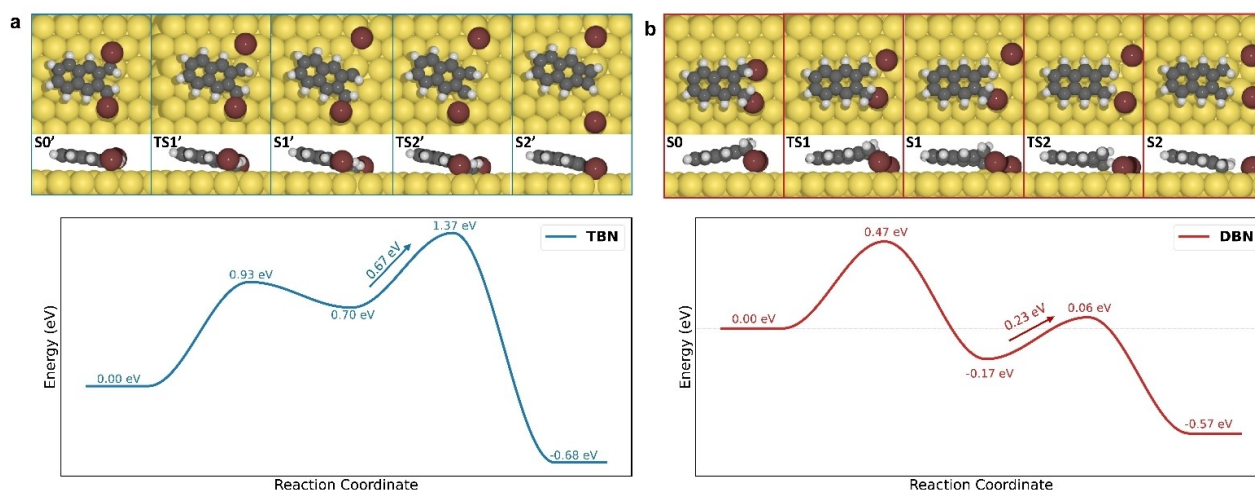 a
S0’
TS1’
S1’
TS2’
S2’
TBN
Energy (eV)
0.00 eV
0.93 eV
0.70 eV
0.67 eV
1.37 eV
-0.68 eV
Reaction Coordinate
b
S0
TS1
S1
TS2
S2
DBN
Energy (eV)
0.00 eV
0.47 eV
-0.17 eV
0.23 eV
0.06 eV
-0.57 eV
Reaction Coordinate